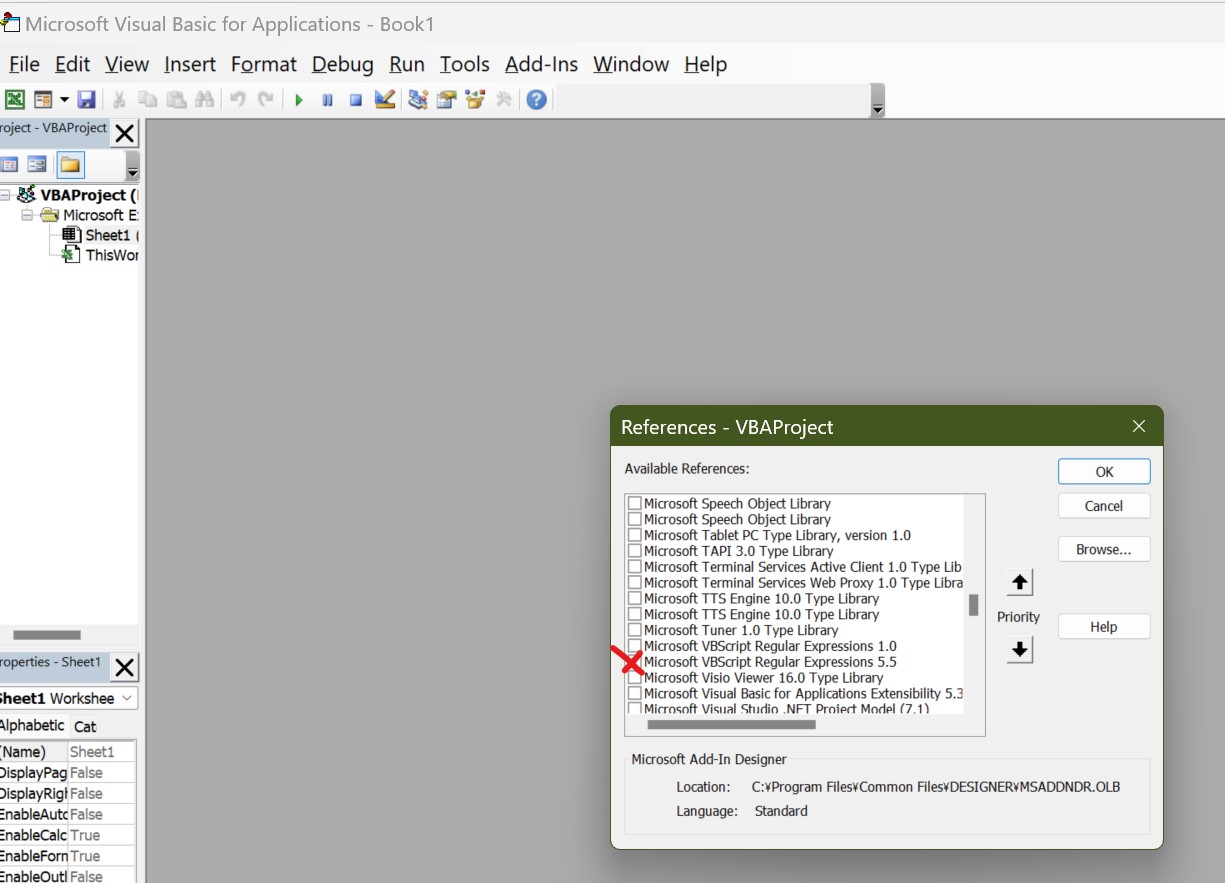 Microsoft Visual Basic for Applications - Book1
File Edit View Insert Format Debug Run Tools Add-Ins Window Help
roject - VBAProject
VBAProject (
Microsoft E
Sheet1 (
ThisWor
roperties - Sheet1
Sheet1 Workshee
Alphabetic Cat
(Name) Sheet1
DisplayPag False
DisplayRigh False
EnableAuto False
EnableCalc True
EnableForn True
EnableOutl False
References - VBAProject
Available References:
Microsoft Speech Object Library
Microsoft Speech Object Library
Microsoft Tablet PC Type Library, version 1.0
Microsoft TAPI 3.0 Type Library
Microsoft Terminal Services Active Client 1.0 Type Lib
Microsoft Terminal Services Web Proxy 1.0 Type Libra
Microsoft TTS Engine 10.0 Type Library
Microsoft TTS Engine 10.0 Type Library
Microsoft Tuner 1.0 Type Library
Microsoft VBScript Regular Expressions 1.0
Microsoft VBScript Regular Expressions 5.5
Microsoft Visio Viewer 16.0 Type Library
Microsoft Visual Basic for Applications Extensibility 5.3
Microsoft Visual Studio .NET Project Model (7.1)
OK
Cancel
Browse...
Priority
Help
Microsoft Add-In Designer
Location: C:¥Program Files¥Common Files¥DESIGNER¥MSADDNDR.OLB
Language: Standard